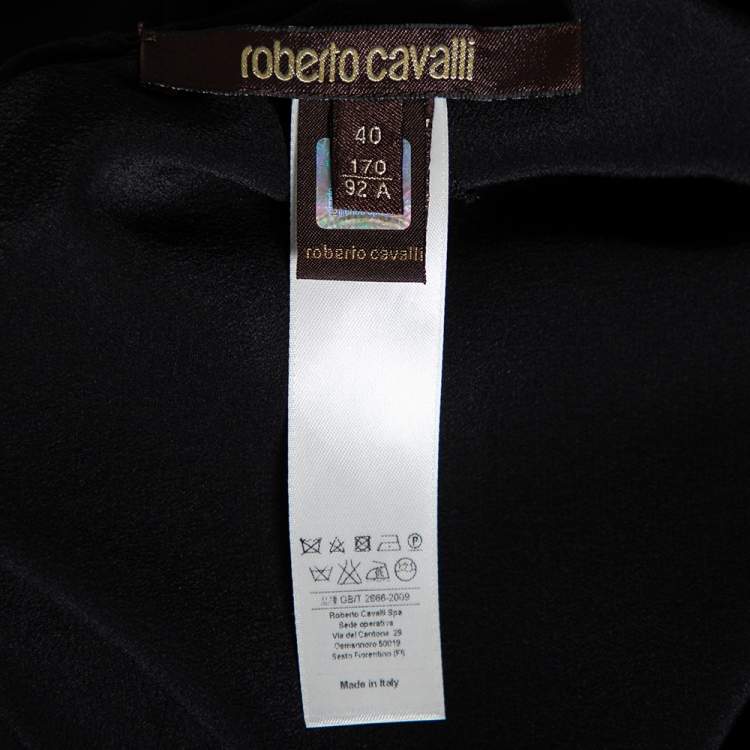 roberto cavalli
40
170
92 A
roberto cavalli
P
GB/T 2666-2009
Roberto Cavalli Spa
Sede operativa
Via del Cantone 29
Osmannoro 50019
Sesto Fiorentino (FI)
Made in Italy